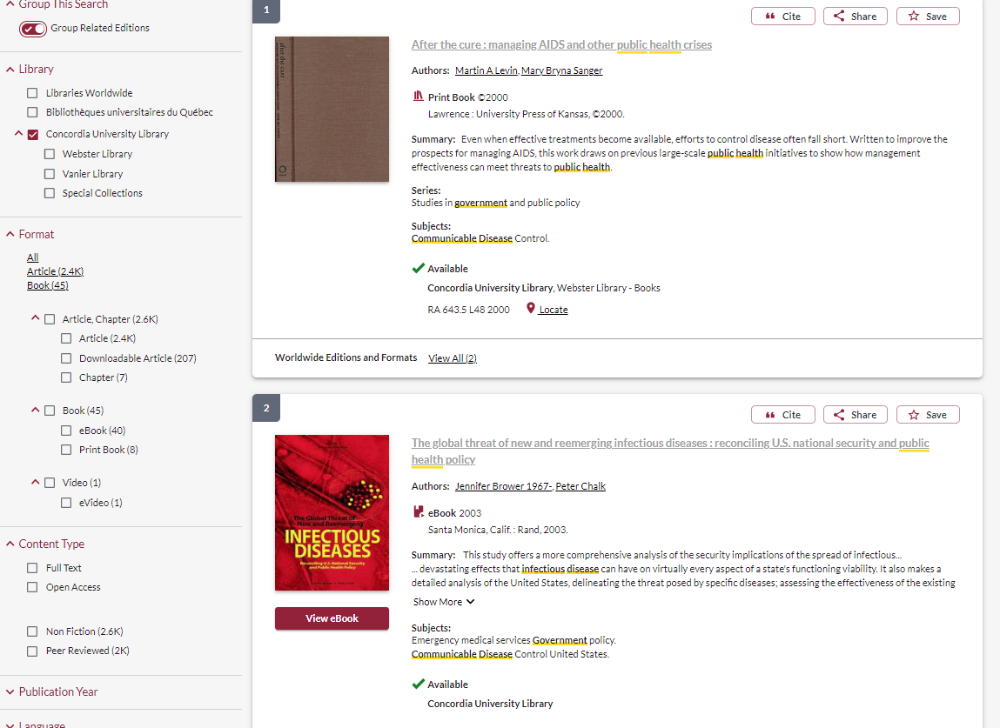 Group This Search
Group Related Editions
Library
Libraries Worldwide
Bibliothèques universitaires du Québec
Concordia University Library
Webster Library
Vanier Library
Special Collections
Format
All
Article (2.4K)
Book (45)
Article, Chapter (2.6K)
Article (2.4K)
Downloadable Article (207)
Chapter (7)
Book (45)
eBook (40)
Print Book (8)
Video (1)
eVideo (1)
Content Type
Full Text
Open Access
Non Fiction (2.6K)
Peer Reviewed (2K)
Publication Year
Language
1
Cite
Share
Save
after the cure
After the cure : managing AIDS and other public health crises
Authors: Martin A Levin, Mary Bryna Sanger
Print Book ©2000
Lawrence : University Press of Kansas, ©2000.
Summary: Even when effective treatments become available, efforts to control disease often fall short. Written to improve the
prospects for managing AIDS, this work draws on previous large-scale public health initiatives to show how management
effectiveness can meet threats to public health.
Series:
Studies in government and public policy
Subjects:
Communicable Disease Control.
Available
Concordia University Library, Webster Library - Books
RA 643.5 L48 2000 Locate
Worldwide Editions and Formats View All (2)
2
Cite
Share
Save
The Global Threat of
New and Reemerging
INFECTIOUS
DISEASES
Reconciling U.S. National Security
and Public Health Policy
View eBook
The global threat of new and reemerging infectious diseases : reconciling U.S. national security and public
health policy
Authors: Jennifer Brower 1967-, Peter Chalk
eBook 2003
Santa Monica, Calif. : Rand, 2003.
Summary: This study offers a more comprehensive analysis of the security implications of the spread of infectious...
... devastating effects that infectious disease can have on virtually every aspect of a state's functioning viability. It also makes a
detailed analysis of the United States, delineating the threat posed by specific diseases; assessing the effectiveness of the existing
Show More
Subjects:
Emergency medical services Government policy.
Communicable Disease Control United States.
Available
Concordia University Library